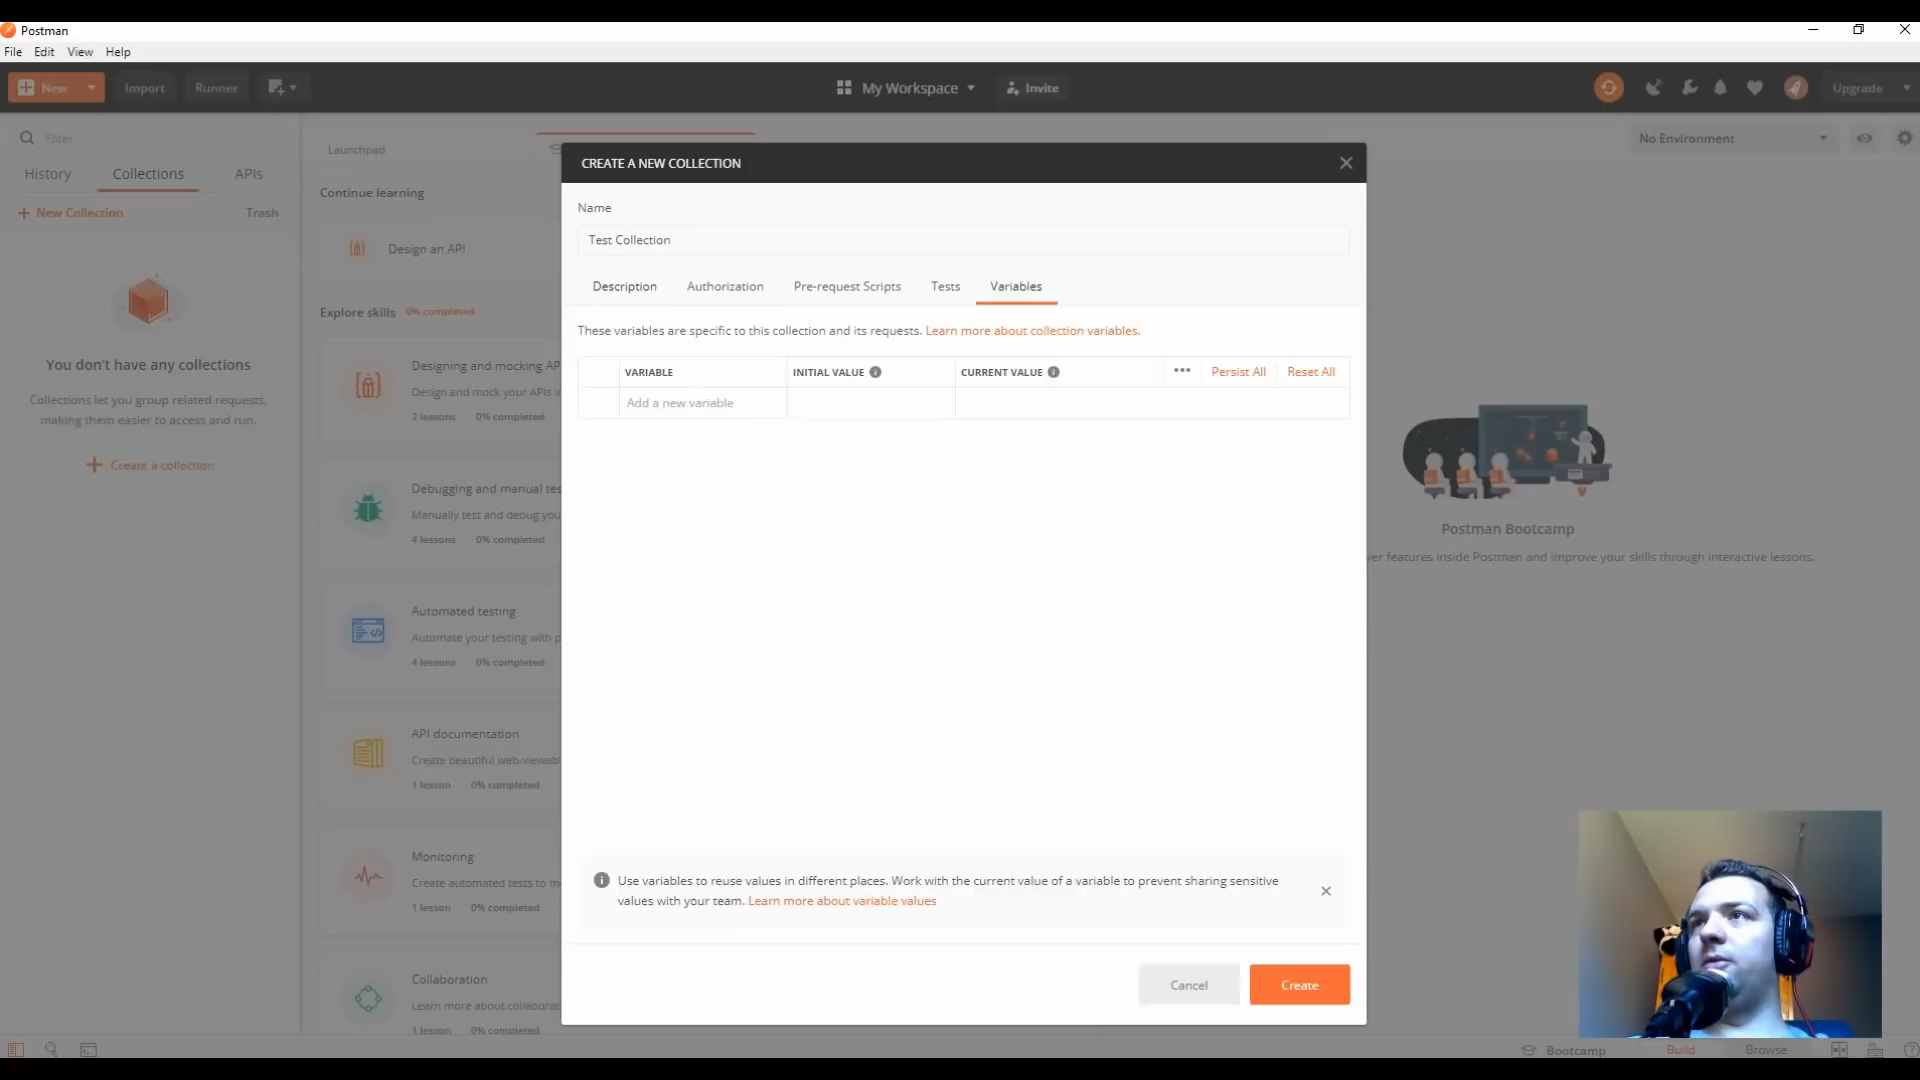 Postman
File Edit View Help
New Import Runner My Workspace Invite Upgrade
Filter
Launchpad
No Environment
History Collections APIs
New Collection Trash
You don't have any collections
Collections let you group related requests,
making them easier to access and run.
Create a collection
Continue learning
Design an API
Explore skills 0% completed
Designing and mocking AP
Design and mock your APIs i
2 lessons 0% completed
Debugging and manual tes
Manually test and debug you
4 lessons 0% completed
Automated testing
Automate your testing with p
4 lessons 0% completed
API documentation
Create beautiful web-viewab
1 lesson 0% completed
Monitoring
Create automated tests to m
1 lesson 0% completed
Collaboration
Learn more about collaborat
1 lesson 0% completed
CREATE A NEW COLLECTION
Name
Test Collection
Description Authorization Pre-request Scripts Tests Variables
These variables are specific to this collection and its requests. Learn more about collection variables.
VARIABLE INITIAL VALUE CURRENT VALUE ••• Persist All Reset All
Add a new variable
Use variables to reuse values in different places. Work with the current value of a variable to prevent sharing sensitive
values with your team. Learn more about variable values
Cancel Create
Postman Bootcamp
er features inside Postman and improve your skills through interactive lessons.
Bootcamp Build Browse